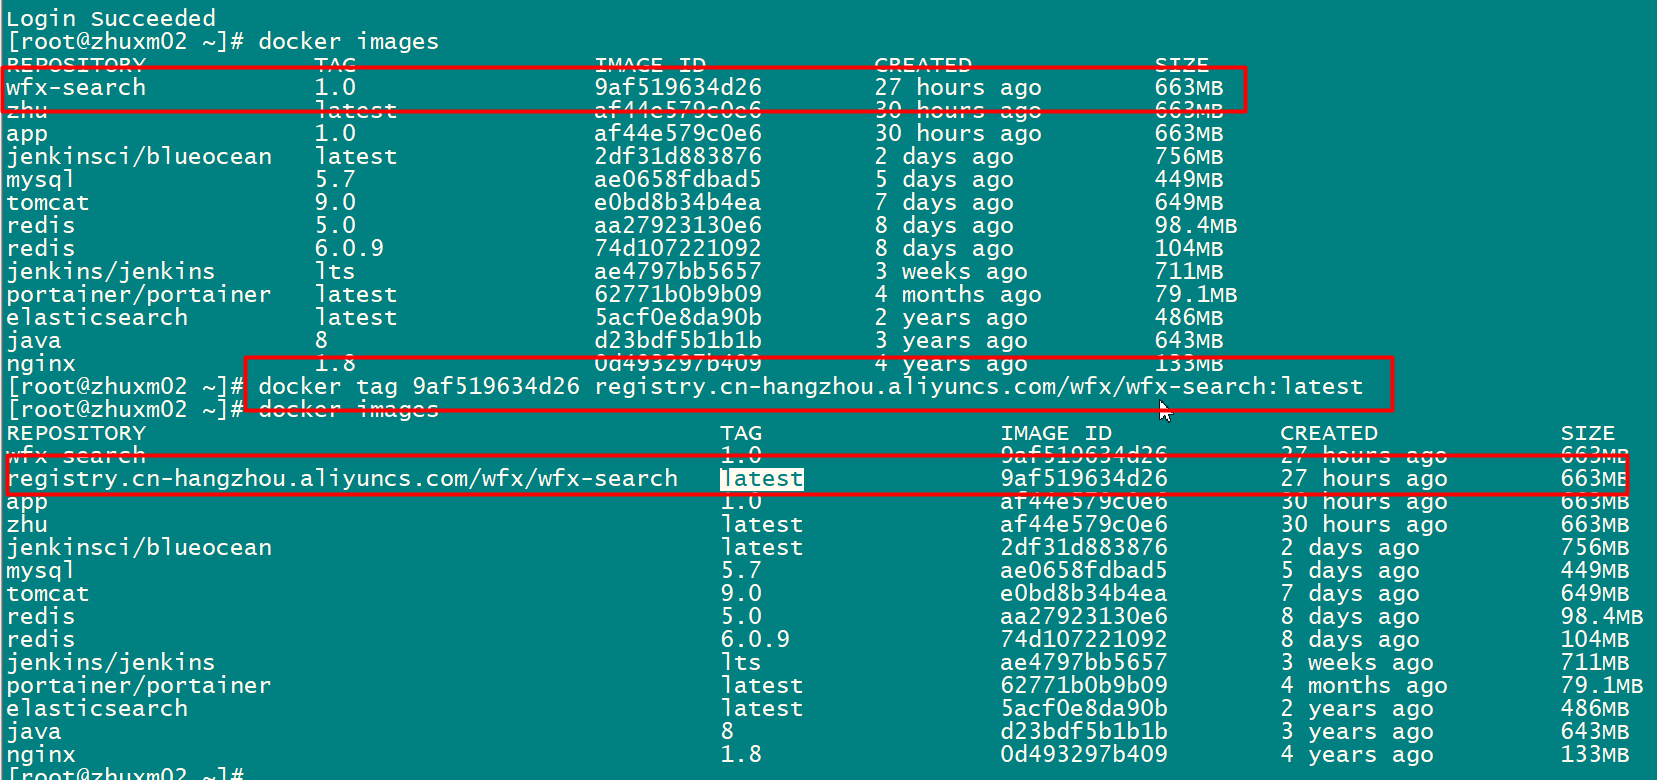 Login Succeeded
[root@zhuxm02 ~]# docker images
REPOSITORY TAG IMAGE ID CREATED SIZE
wfx-search 1.0 9af519634d26 27 hours ago 663MB
zhu latest af44e579c0e6 30 hours ago 663MB
app 1.0 af44e579c0e6 30 hours ago 663MB
jenkinsci/blueocean latest 2df31d883876 2 days ago 756MB
mysql 5.7 ae0658fdbad5 5 days ago 449MB
tomcat 9.0 e0bd8b34b4ea 7 days ago 649MB
redis 5.0 aa27923130e6 8 days ago 98.4MB
redis 6.0.9 74d107221092 8 days ago 104MB
jenkins/jenkins lts ae4797bb5657 3 weeks ago 711MB
portainer/portainer latest 62771b0b9b09 4 months ago 79.1MB
elasticsearch latest 5acf0e8da90b 2 years ago 486MB
java 8 d23bdf5b1b1b 3 years ago 643MB
nginx 1.8 0d493297b409 4 years ago 133MB
[root@zhuxm02 ~]# docker tag 9af519634d26 registry.cn-hangzhou.aliyuncs.com/wfx/wfx-search:latest
[root@zhuxm02 ~]# docker images
REPOSITORY TAG IMAGE ID CREATED SIZE
wfx-search 1.0 9af519634d26 27 hours ago 663MB
registry.cn-hangzhou.aliyuncs.com/wfx/wfx-search latest 9af519634d26 27 hours ago 663MB
app 1.0 af44e579c0e6 30 hours ago 663MB
zhu latest af44e579c0e6 30 hours ago 663MB
jenkinsci/blueocean latest 2df31d883876 2 days ago 756MB
mysql 5.7 ae0658fdbad5 5 days ago 449MB
tomcat 9.0 e0bd8b34b4ea 7 days ago 649MB
redis 5.0 aa27923130e6 8 days ago 98.4MB
redis 6.0.9 74d107221092 8 days ago 104MB
jenkins/jenkins lts ae4797bb5657 3 weeks ago 711MB
portainer/portainer latest 62771b0b9b09 4 months ago 79.1MB
elasticsearch latest 5acf0e8da90b 2 years ago 486MB
java 8 d23bdf5b1b1b 3 years ago 643MB
nginx 1.8 0d493297b409 4 years ago 133MB
[root@zhuxm02 ~]#